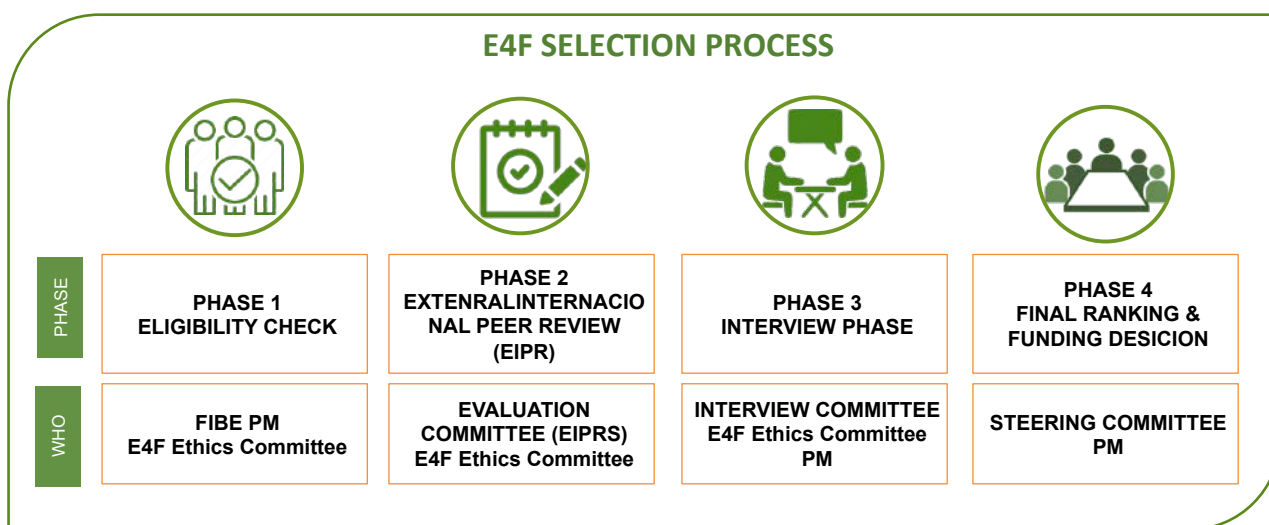 E4F SELECTION PROCESS
PHASE
PHASE 1
ELIGIBILITY CHECK
PHASE 2
EXTENRALINTERNACIO
NAL PEER REVIEW
(EIPR)
PHASE 3
INTERVIEW PHASE
PHASE 4
FINAL RANKING &
FUNDING DESICION
WHO
FIBE PM
E4F Ethics Committee
EVALUATION
COMMITTEE (EIPRS)
E4F Ethics Committee
INTERVIEW COMMITTEE
E4F Ethics Committee
PM
STEERING COMMITTEE
PM